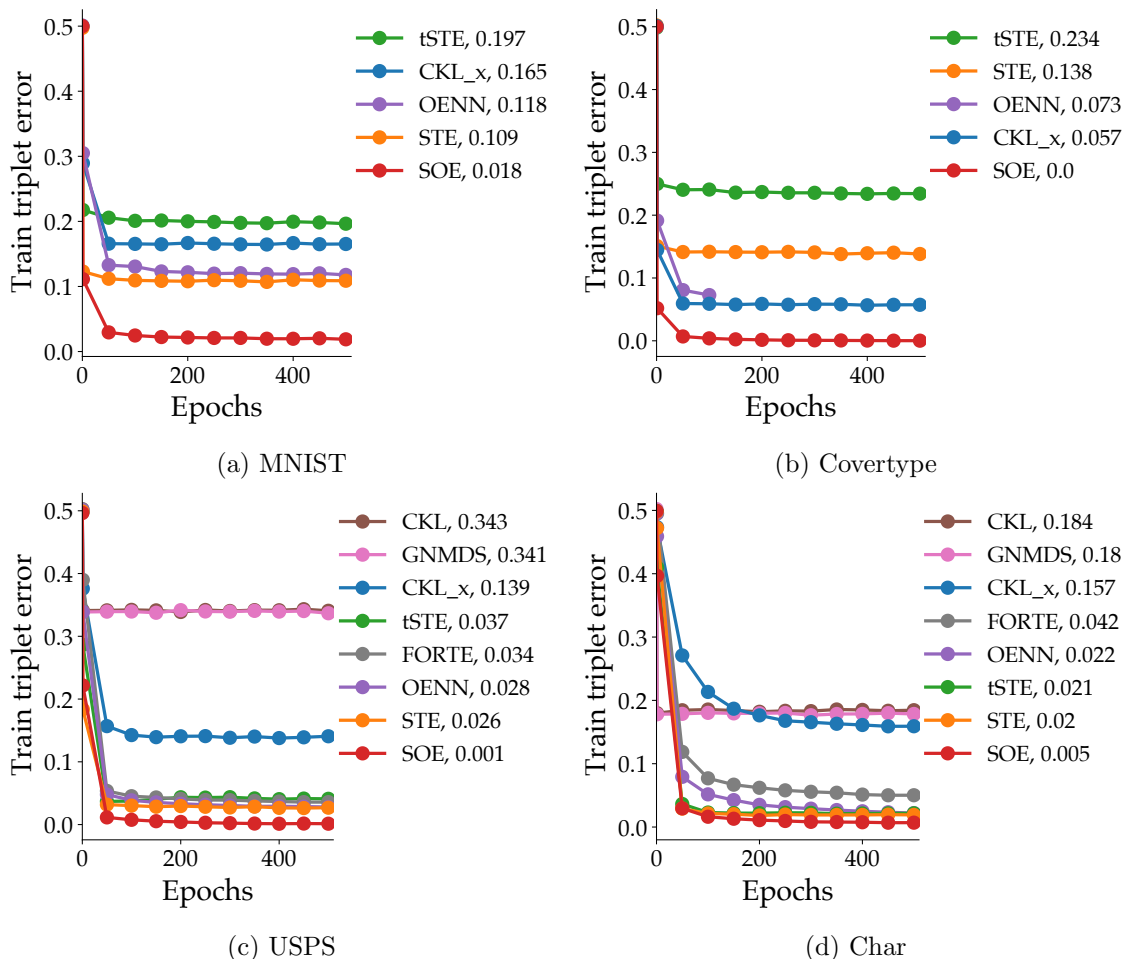 Train triplet error
0.5
0.4
0.3
0.2
0.1
0.0
0
200
400
Epochs
tSTE, 0.197
CKL_x, 0.165
OENN, 0.118
STE, 0.109
SOE, 0.018
(a) MNIST
Train triplet error
0.5
0.4
0.3
0.2
0.1
0.0
0
200
400
Epochs
tSTE, 0.234
STE, 0.138
OENN, 0.073
CKL_x, 0.057
SOE, 0.0
(b) Covertype
Train triplet error
0.5
0.4
0.3
0.2
0.1
0.0
0
200
400
Epochs
CKL, 0.343
GNMDS, 0.341
CKL_x, 0.139
tSTE, 0.037
FORTE, 0.034
OENN, 0.028
STE, 0.026
SOE, 0.001
(c) USPS
Train triplet error
0.5
0.4
0.3
0.2
0.1
0.0
0
200
400
Epochs
CKL, 0.184
GNMDS, 0.18
CKL_x, 0.157
FORTE, 0.042
OENN, 0.022
tSTE, 0.021
STE, 0.02
SOE, 0.005
(d) Char